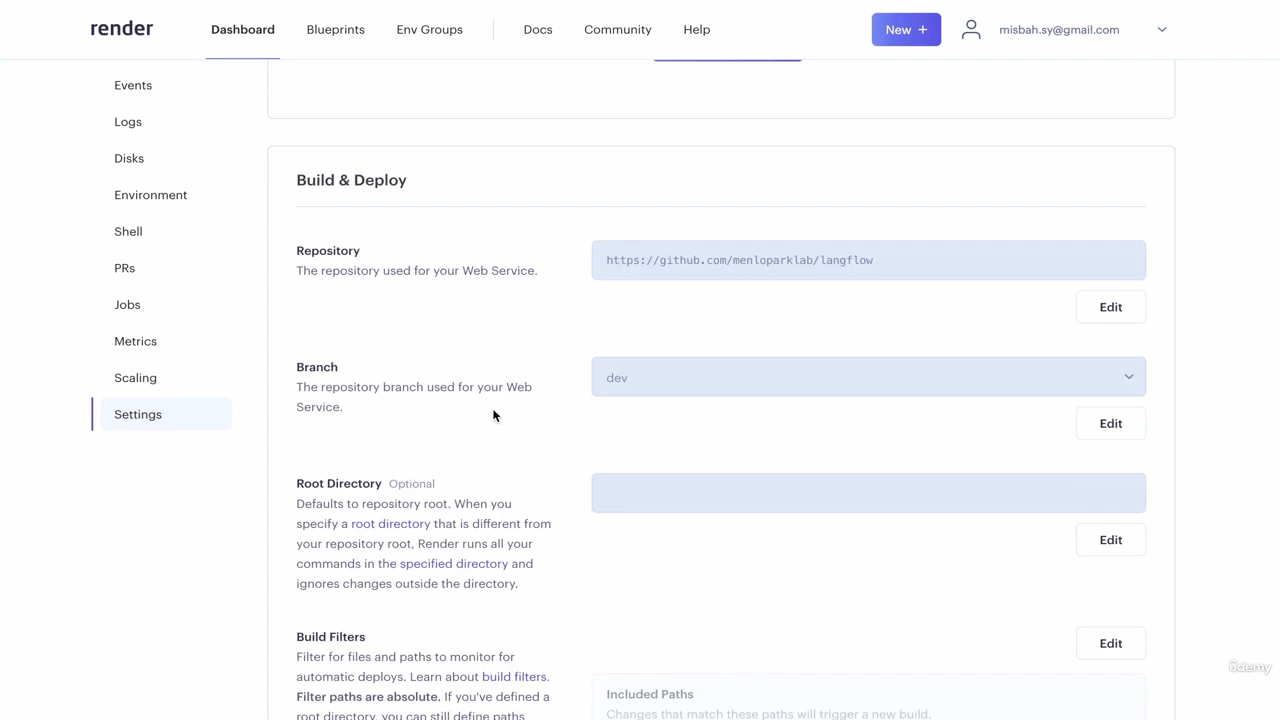 render
Dashboard
Blueprints
Env Groups
Docs
Community
Help
New +
misbah.sy@gmail.com
Events
Logs
Disks
Environment
Shell
PRs
Jobs
Metrics
Scaling
Settings
Build & Deploy
Repository
The repository used for your Web Service.
https://github.com/menloparklab/langflow
Edit
Branch
The repository branch used for your Web
Service.
dev
Edit
Root Directory Optional
Defaults to repository root. When you
specify a root directory that is different from
your repository root, Render runs all your
commands in the specified directory and
ignores changes outside the directory.
Edit
Build Filters
Filter for files and paths to monitor for
automatic deploys. Learn about build filters.
Filter paths are absolute. If you've defined a
root directory, you can still define paths
Edit
Included Paths
Changes that match these paths will trigger a new build.
ûdemy